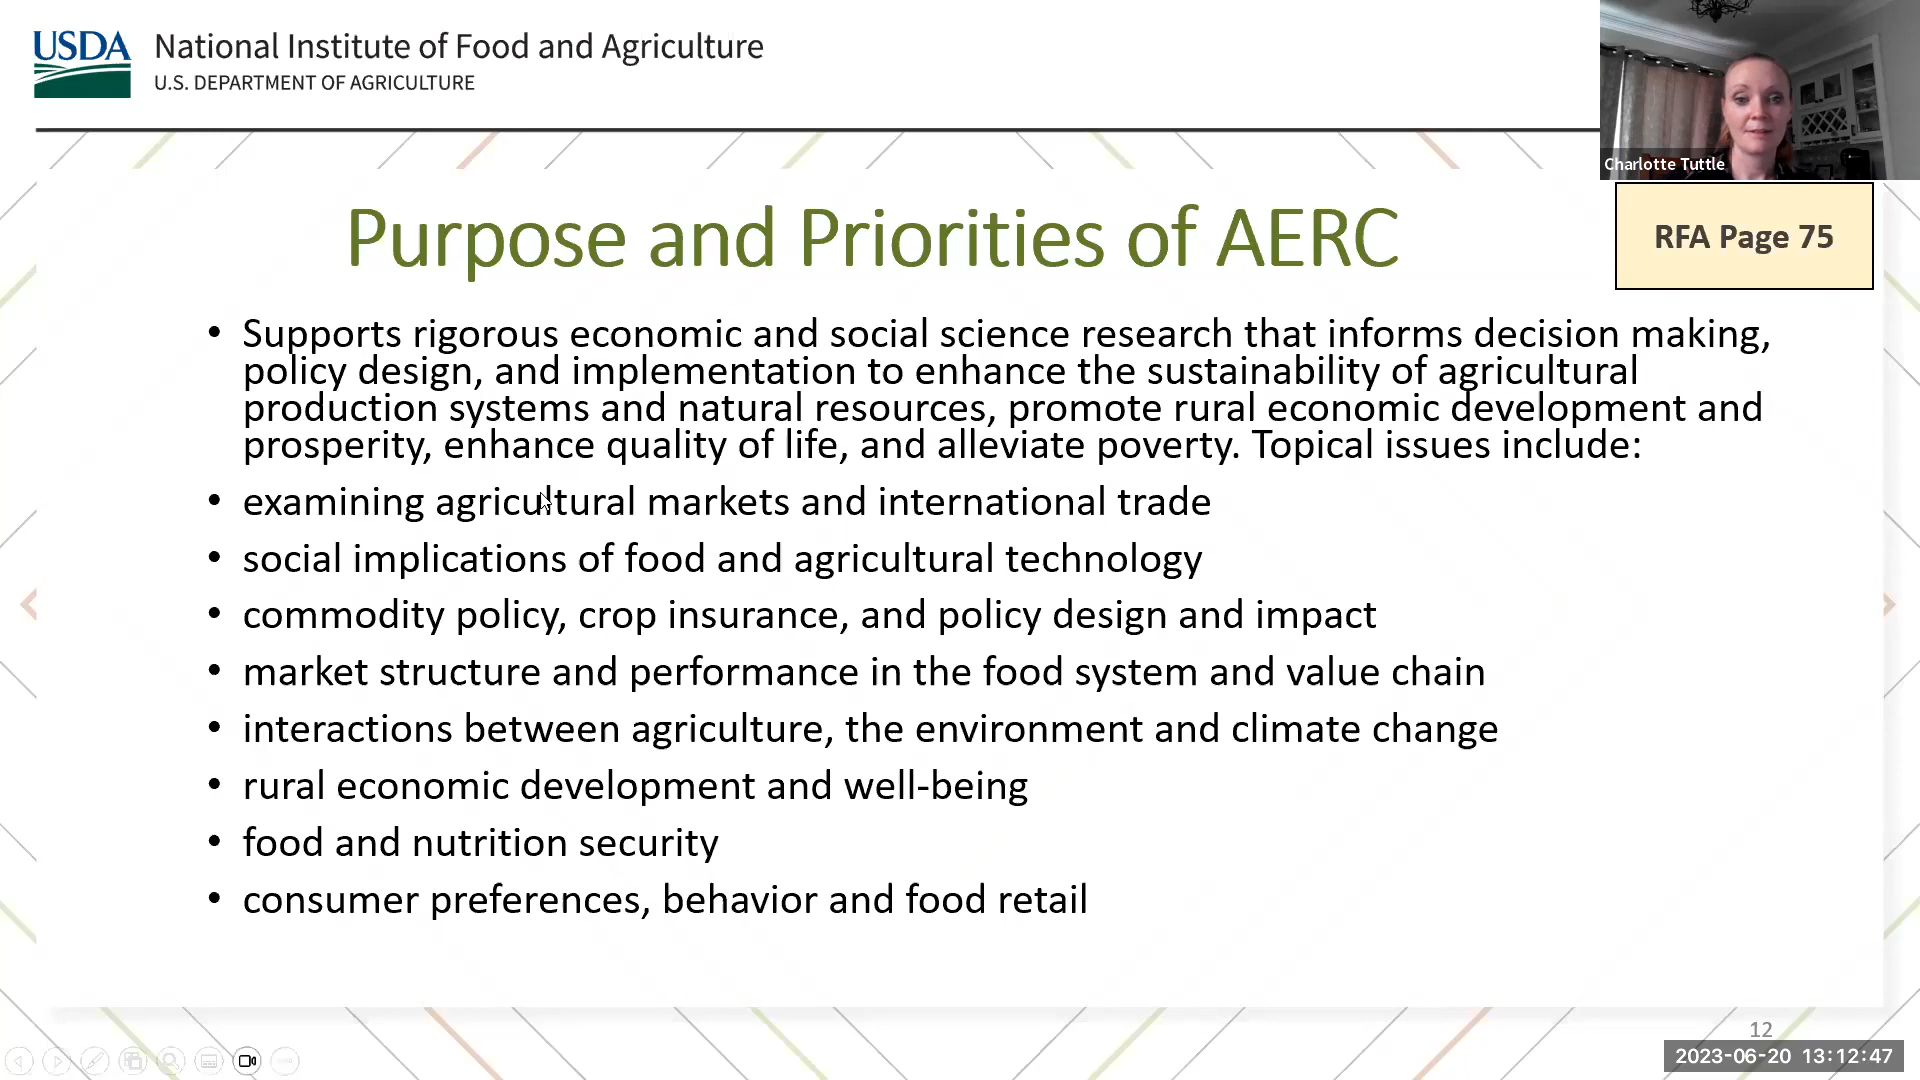 USDA
National Institute of Food and Agriculture
U.S. DEPARTMENT OF AGRICULTURE
Charlotte Tuttle
Purpose and Priorities of AERC
RFA Page 75
• Supports rigorous economic and social science research that informs decision making,
policy design, and implementation to enhance the sustainability of agricultural
production systems and natural resources, promote rural economic development and
prosperity, enhance quality of life, and alleviate poverty. Topical issues include:
• examining agricultural markets and international trade
• social implications of food and agricultural technology
• commodity policy, crop insurance, and policy design and impact
• market structure and performance in the food system and value chain
• interactions between agriculture, the environment and climate change
• rural economic development and well-being
• food and nutrition security
• consumer preferences, behavior and food retail
12
2023-06-20 13:12:47